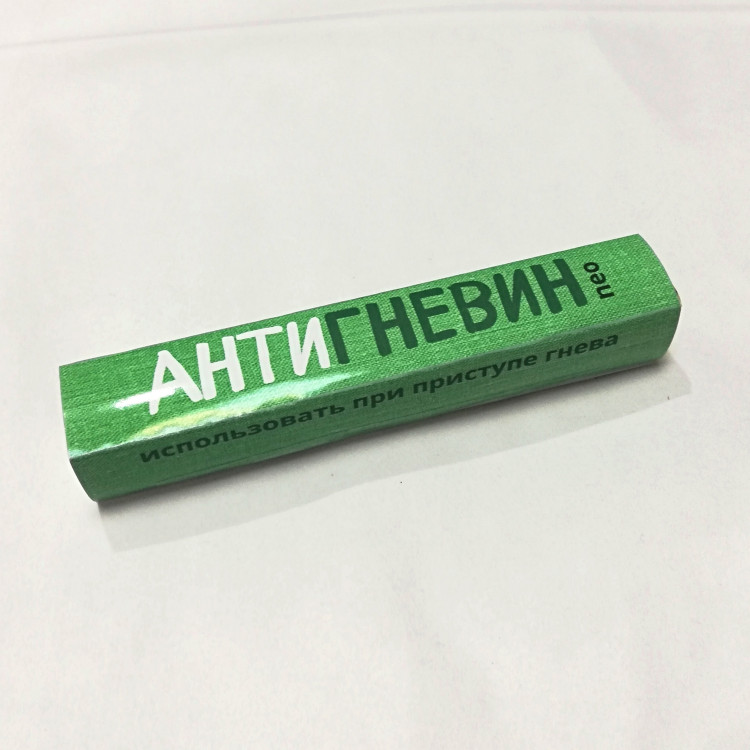 АНТИГНЕВИН neo
использовать при приступе гнева